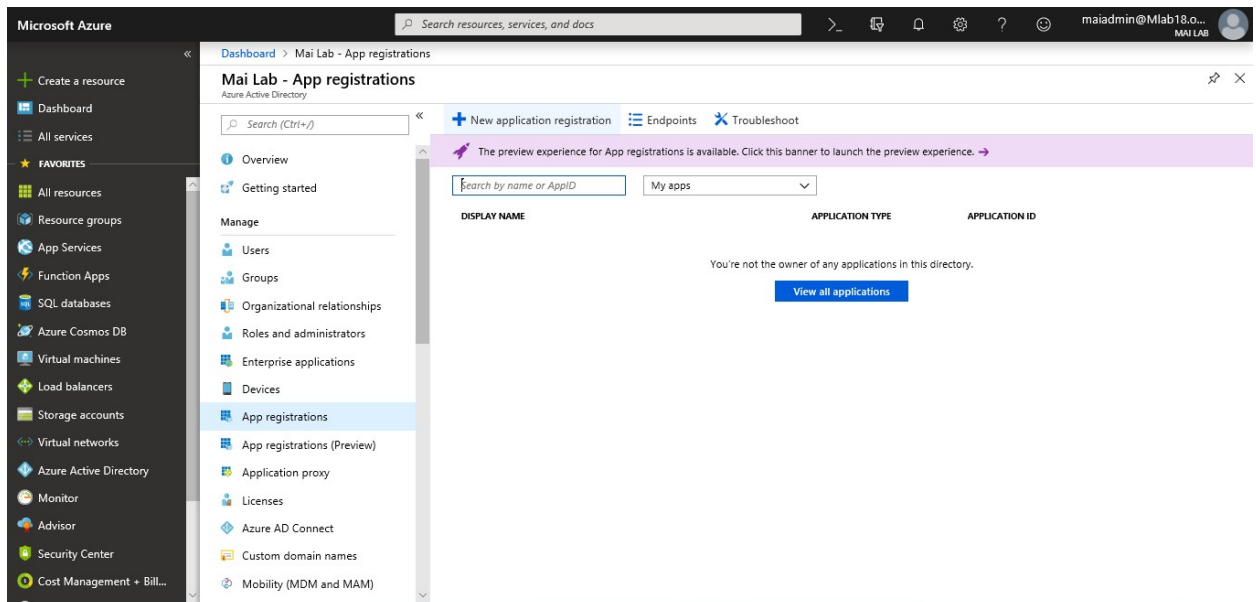 Microsoft Azure
Search resources, services, and docs
maiadmin@Mlab18.o...
MAI LAB
Create a resource
Dashboard
All services
FAVORITES
All resources
Resource groups
App Services
Function Apps
SQL databases
Azure Cosmos DB
Virtual machines
Load balancers
Storage accounts
Virtual networks
Azure Active Directory
Monitor
Advisor
Security Center
Cost Management + Bill...
Dashboard > Mai Lab - App registrations
Mai Lab - App registrations
Azure Active Directory
Search (Ctrl+/)
Overview
Getting started
Manage
Users
Groups
Organizational relationships
Roles and administrators
Enterprise applications
Devices
App registrations
App registrations (Preview)
Application proxy
Licenses
Azure AD Connect
Custom domain names
Mobility (MDM and MAM)
New application registration Endpoints Troubleshoot
The preview experience for App registrations is available. Click this banner to launch the preview experience. →
Search by name or AppID My apps
DISPLAY NAME APPLICATION TYPE APPLICATION ID
You're not the owner of any applications in this directory.
View all applications